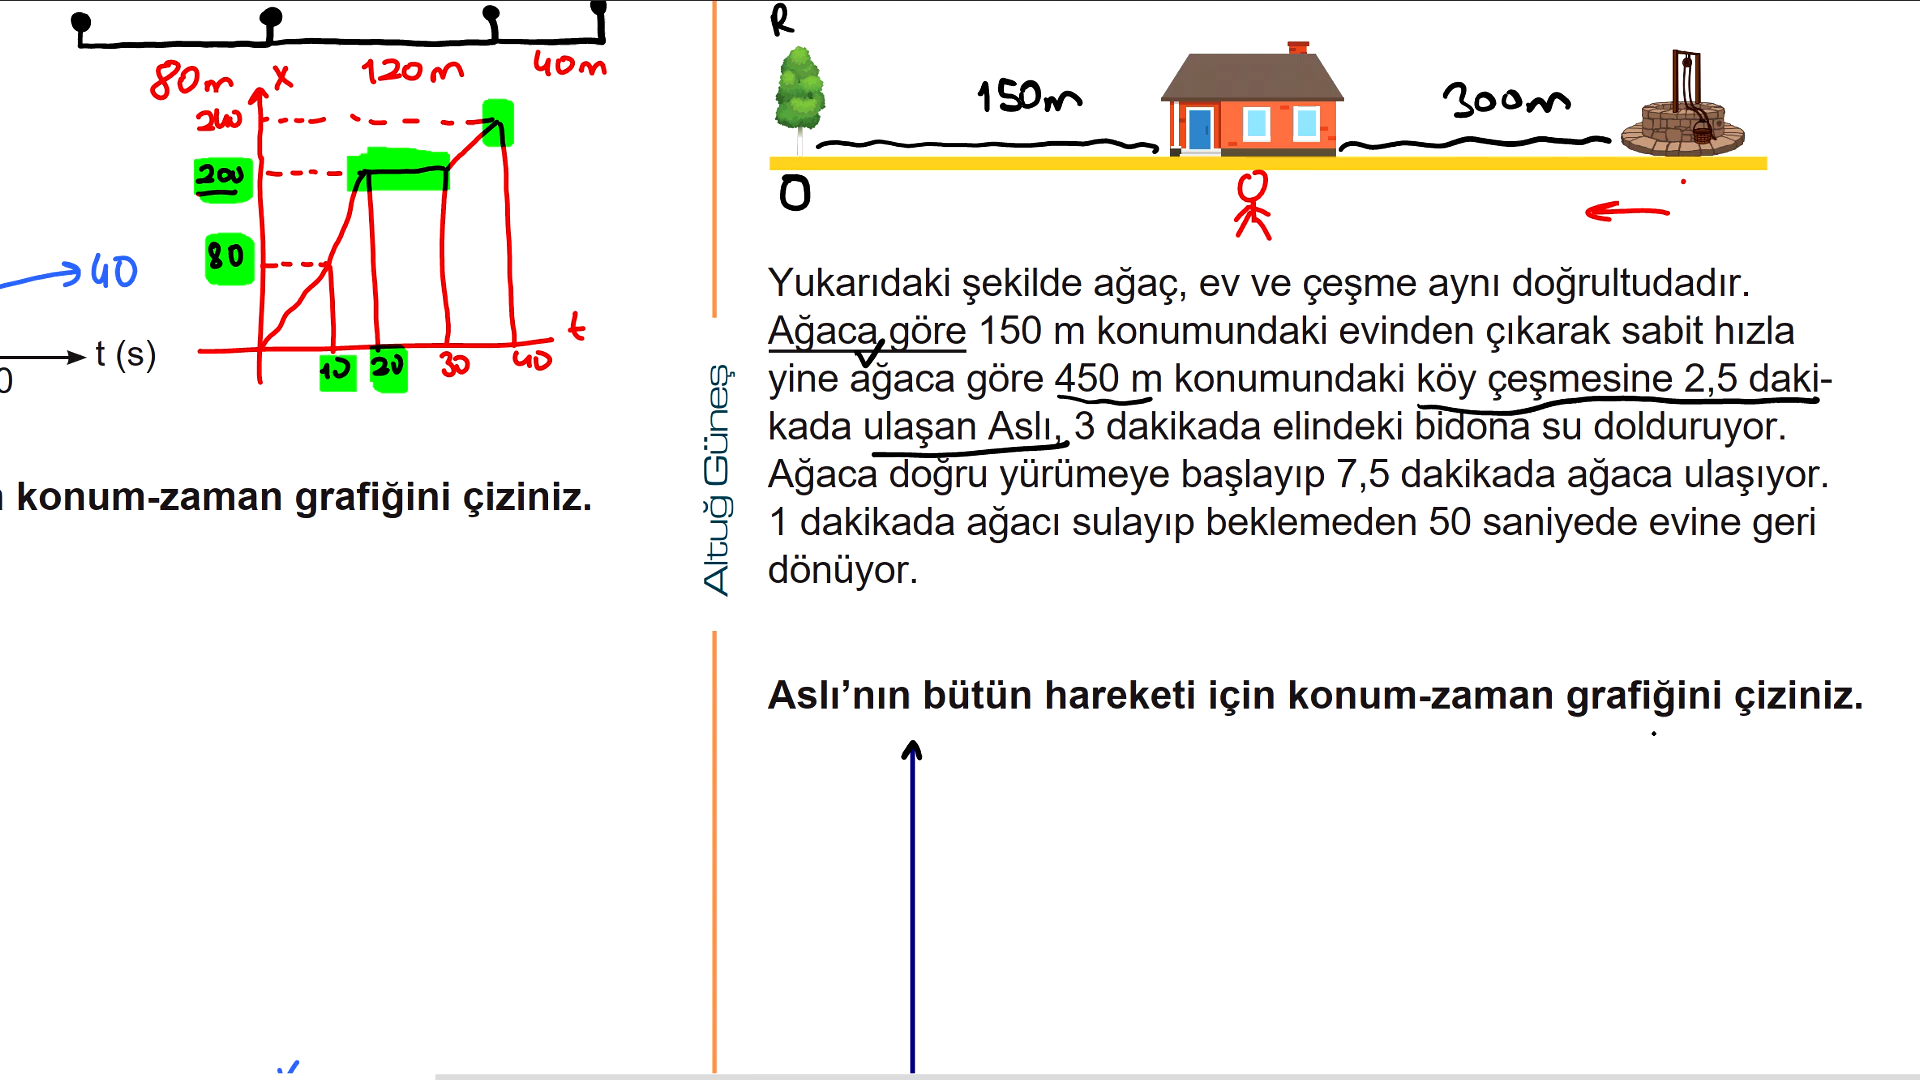 80m
120m
40m
x
240
200
80
10
20
30
40
t
40
t (s)
0
konum-zaman grafiğini çiziniz.
Altuğ Güneş
R
150m
300m
O
Yukarıdaki şekilde ağaç, ev ve çeşme aynı doğrultudadır.
Ağaca göre 150 m konumundaki evinden çıkarak sabit hızla
yine ağaca göre 450 m konumundaki köy çeşmesine 2,5 daki-
kada ulaşan Aslı, 3 dakikada elindeki bidona su dolduruyor.
Ağaca doğru yürümeye başlayıp 7,5 dakikada ağaca ulaşıyor.
1 dakikada ağacı sulayıp beklemeden 50 saniyede evine geri
dönüyor.
Aslı’nın bütün hareketi için konum-zaman grafiğini çiziniz.